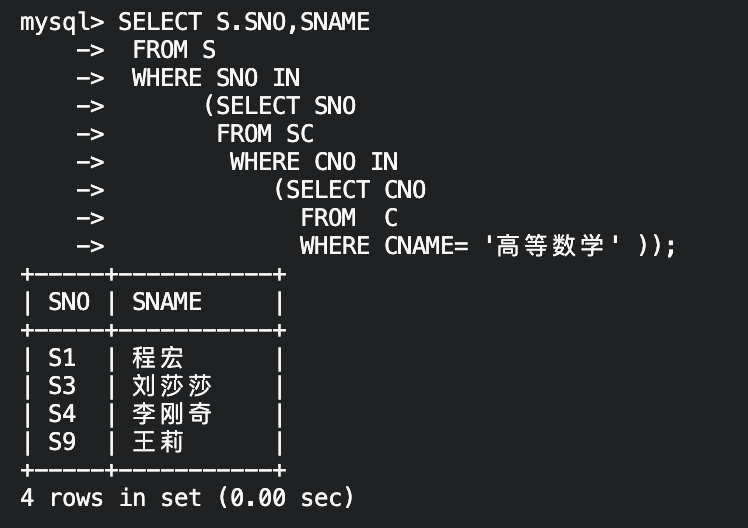 mysql> SELECT S.SNO,SNAME
    ->  FROM S
    ->  WHERE SNO IN
    ->       (SELECT SNO
    ->        FROM SC
    ->         WHERE CNO IN
    ->            (SELECT CNO
    ->              FROM  C
    ->              WHERE CNAME= '高等数学' ));
+-----+-----------+
| SNO | SNAME     |
+-----+-----------+
| S1  | 程宏      |
| S3  | 刘莎莎    |
| S4  | 李刚奇    |
| S9  | 王莉      |
+-----+-----------+
4 rows in set (0.00 sec)